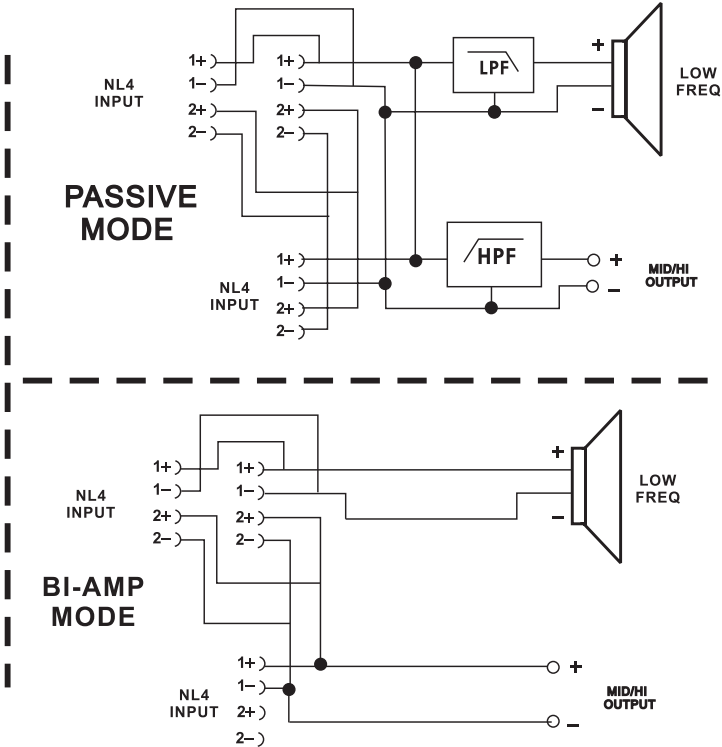 1+ 1+
+
LPF
1– 1–
NL4
INPUT
LOW
FREQ
2+ 2+
–
2– 2–
PASSIVE
MODE
1+
HPF
+
NL4
INPUT
1–
–
MID/HI
OUTPUT
2+
2–
+
1+ 1+
1– 1–
LOW
FREQ
NL4
INPUT
2+ 2+
–
2– 2–
BI-AMP
MODE
1+
+
1–
MID/HI
OUTPUT
NL4
INPUT
2+
–
2–